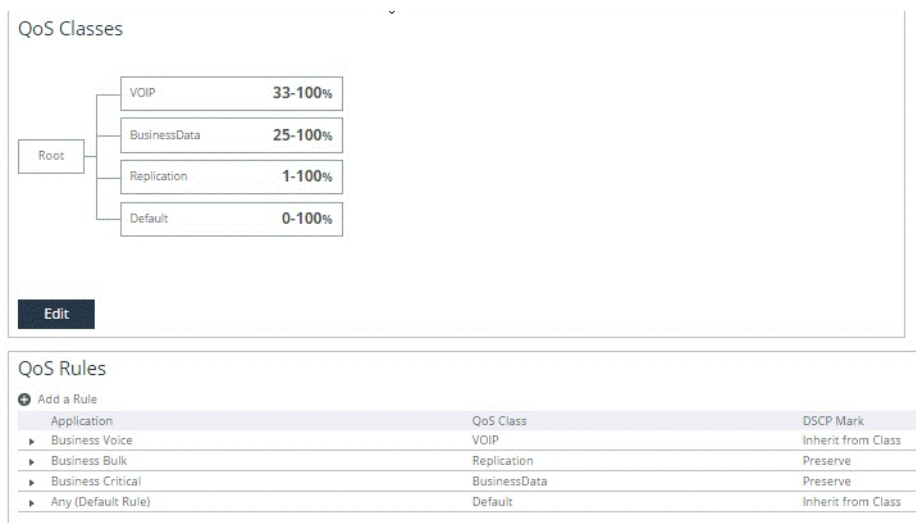 QoS Classes
VOIP 33-100%
BusinessData 25-100%
Root
Replication 1-100%
Default 0-100%
Edit
QoS Rules
Add a Rule
Application QoS Class DSCP Mark
Business Voice VOIP Inherit from Class
Business Bulk Replication Preserve
Business Critical BusinessData Preserve
Any (Default Rule) Default Inherit from Class